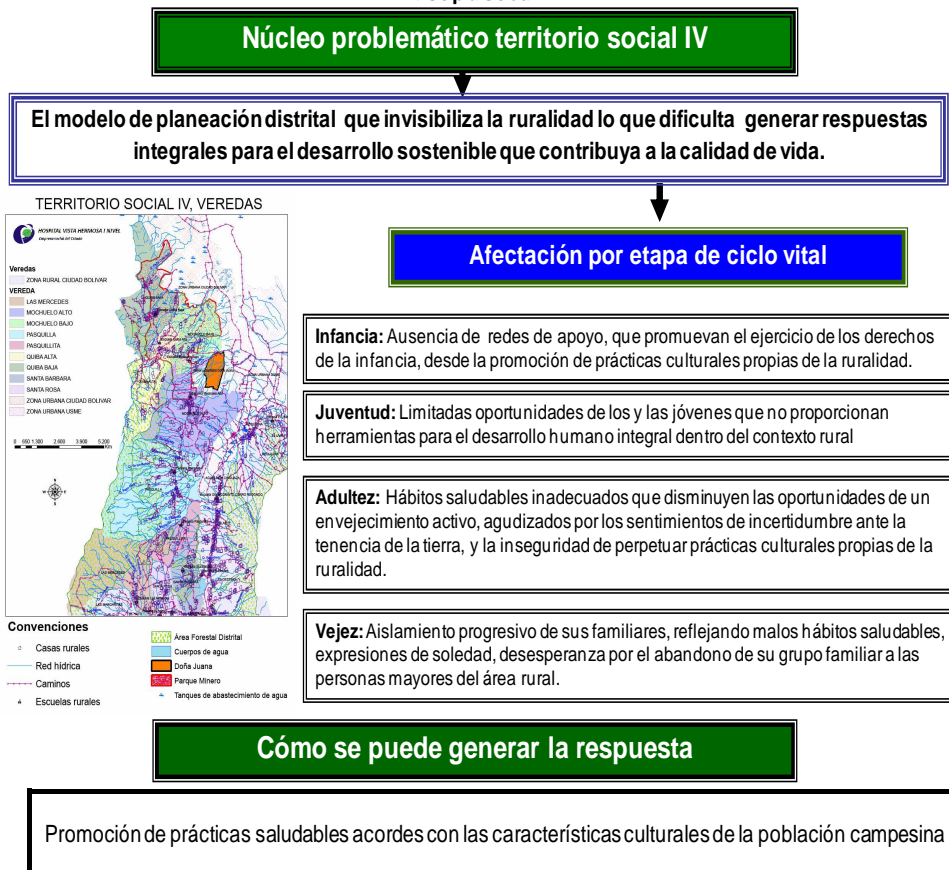 Núcleo problemático territorio social IV
El modelo de planeación distrital que invisibiliza la ruralidad lo que dificulta generar respuestas
integrales para el desarrollo sostenible que contribuya a la calidad de vida.
TERRITORIO SOCIAL IV, VEREDAS
HOSPITAL VISTA HERMOSA I NIVEL
Empresa Social del Estado
Veredas
ZONA RURAL CIUDAD BOLIVAR
VEREDA
LAS MERCEDES
MOCHUELO ALTO
MOCHUELO BAJO
PASQUILLA
PASQUILLITA
QUIBA ALTA
QUIBA BAJA
SANTA BARBARA
SANTA ROSA
ZONA URBANA CIUDAD BOLIVAR
ZONA URBANA USME
Convenciones
Casas rurales
Red hídrica
Caminos
Escuelas rurales
Área Forestal Distrital
Cuerpos de agua
Doña Juana
Parque Minero
Tanques de abastecimiento de agua
Afectación por etapa de ciclo vital
Infancia: Ausencia de redes de apoyo, que promuevan el ejercicio de los derechos
de la infancia, desde la promoción de prácticas culturales propias de la ruralidad.
Juventud: Limitadas oportunidades de los y las jóvenes que no proporcionan
herramientas para el desarrollo humano integral dentro del contexto rural
Adultez: Hábitos saludables inadecuados que disminuyen las oportunidades de un
envejecimiento activo, agudizados por los sentimientos de incertidumbre ante la
tenencia de la tierra, y la inseguridad de perpetuar prácticas culturales propias de la
ruralidad.
Vejez: Aislamiento progresivo de sus familiares, reflejando malos hábitos saludables,
expresiones de soledad, desesperanza por el abandono de su grupo familiar a las
personas mayores del área rural.
Cómo se puede generar la respuesta
Promoción de prácticas saludables acordes con las características culturales de la población campesina